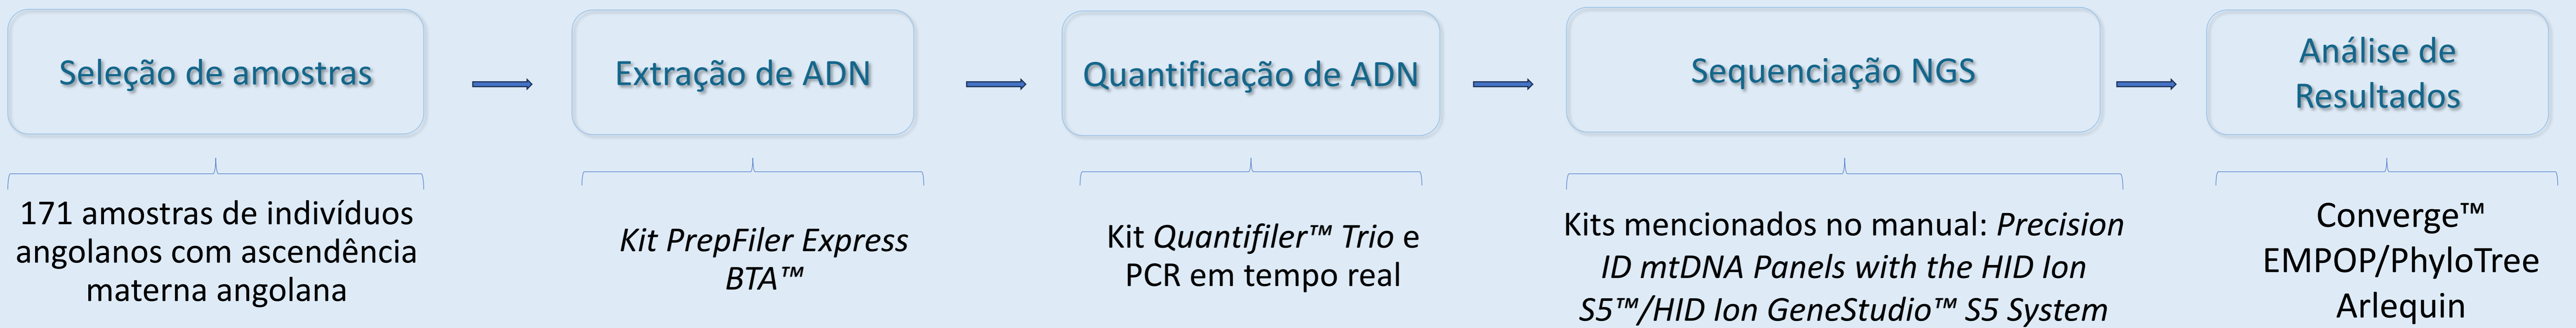 Seleção de amostras
171 amostras de indivíduos
angolanos com ascendência
materna angolana
Extração de ADN
Kit PrepFiler Express
BTA™
Quantificação de ADN
Kit Quantifiler™ Trio e
PCR em tempo real
Sequenciação NGS
Kits mencionados no manual: Precision
ID mtDNA Panels with the HID Ion
S5™/HID Ion GeneStudio™ S5 System
Análise de
Resultados
Converge™
EMPOP/PhyloTree
Arlequin